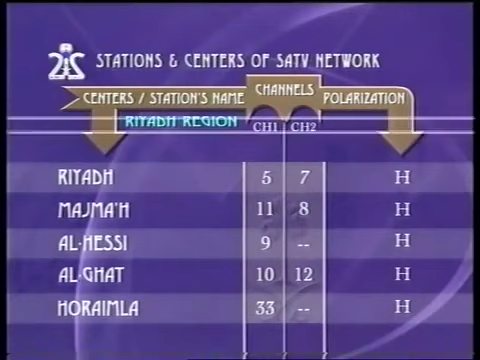 STATIONS & CENTERS OF SATV NETWORK
CENTERS / STATION'S NAME CHANNELS POLARIZATION
RIYADH REGION CH1 CH2
RIYADH 5 7 H
MAJMA'H 11 8 H
AL-HESSI 9 -- H
AL-GHAT 10 12 H
HORAIMLA 33 -- H